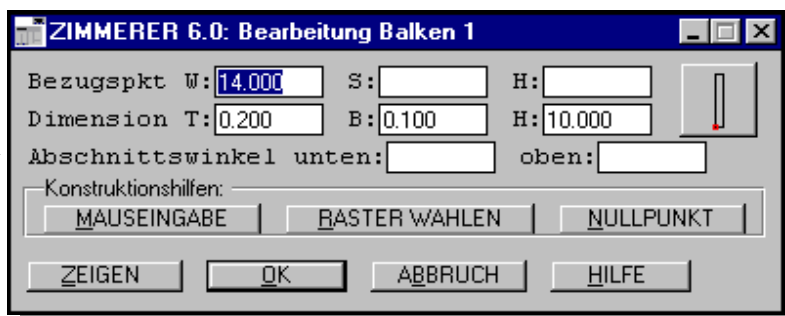 ZIMMERER 6.0: Bearbeitung Balken 1
Bezugspkt W: 14.000 S: H:
Dimension T: 0.200 B: 0.100 H: 10.000
Abschnittswinkel unten: oben:
Konstruktionshilfen:
MAUSEINGABE RASTER WAHLEN NULLPUNKT
ZEIGEN OK ABBRUCH HILFE